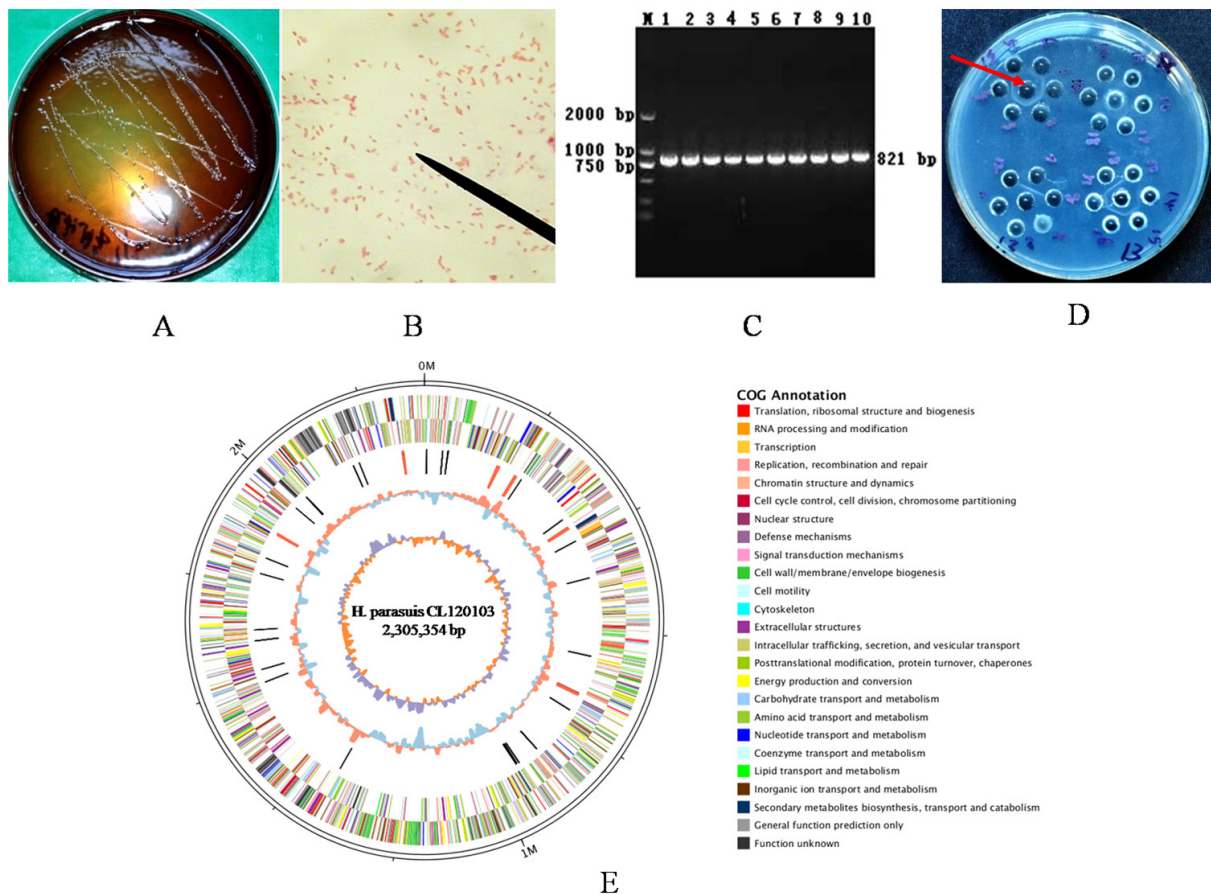 M 1 2 3 4 5 6 7 8 9 10
2000 bp
1000 bp
750 bp
821 bp
13
A
B
C
D
0M
2M
1M
H. parasuis CL120103
2,305,354 bp
COG Annotation
Translation, ribosomal structure and biogenesis
RNA processing and modification
Transcription
Replication, recombination and repair
Chromatin structure and dynamics
Cell cycle control, cell division, chromosome partitioning
Nuclear structure
Defense mechanisms
Signal transduction mechanisms
Cell wall/membrane/envelope biogenesis
Cell motility
Cytoskeleton
Extracellular structures
Intracellular trafficking, secretion, and vesicular transport
Posttranslational modification, protein turnover, chaperones
Energy production and conversion
Carbohydrate transport and metabolism
Amino acid transport and metabolism
Nucleotide transport and metabolism
Coenzyme transport and metabolism
Lipid transport and metabolism
Inorganic ion transport and metabolism
Secondary metabolites biosynthesis, transport and catabolism
General function prediction only
Function unknown
E